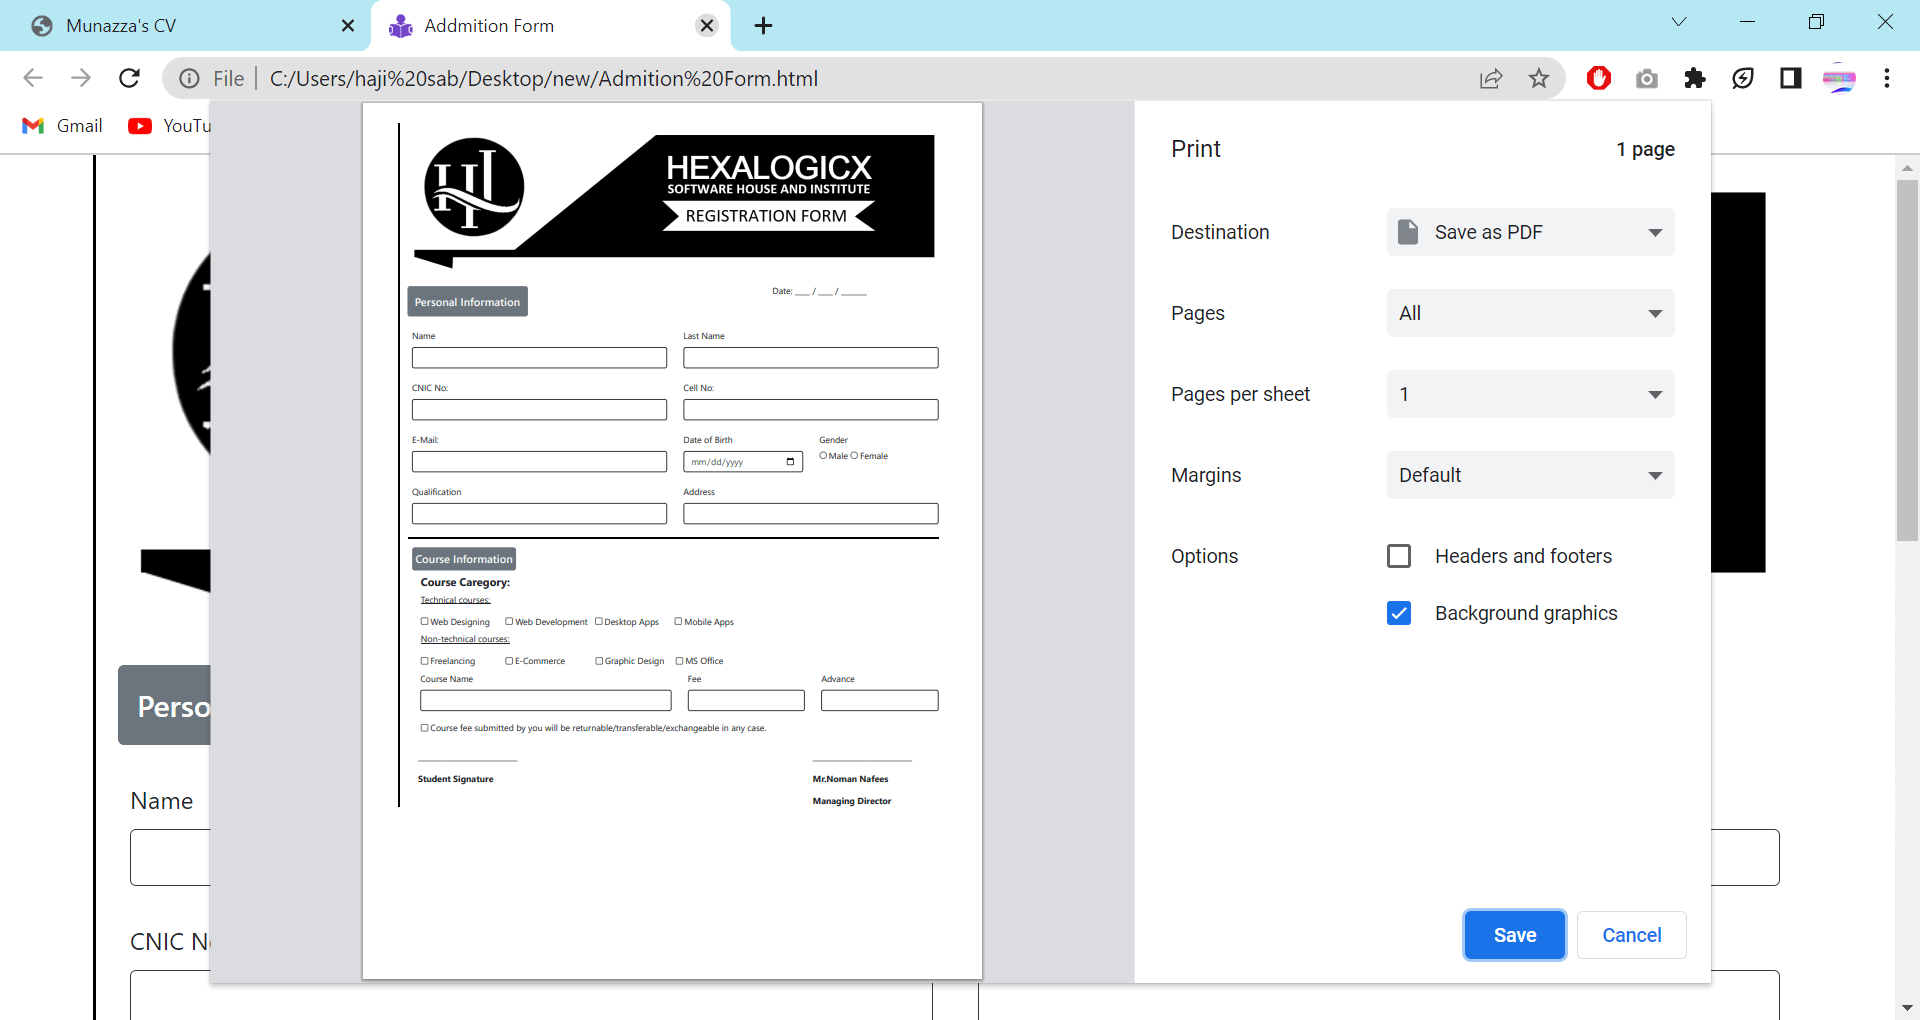 Munazza's CV
Addmition Form
File
C:/Users/haji%20sab/Desktop/new/Admition%20Form.html
Gmail
YouTu
HEXALOGICX
SOFTWARE HOUSE AND INSTITUTE
REGISTRATION FORM
Personal Information
Date: ___ / ___ / _____
Name
Last Name
CNIC No:
Cell No:
E-Mail:
Date of Birth
Gender
mm/dd/yyyy
Male Female
Qualification
Address
Course Information
Course Caregory:
Technical courses:
Web Designing Web Development Desktop Apps Mobile Apps
Non-technical courses:
Freelancing E-Commerce Graphic Design MS Office
Course Name
Fee
Advance
Course fee submitted by you will be returnable/transferable/exchangeable in any case.
Student Signature
Mr.Noman Nafees
Managing Director
Print
1 page
Destination
Save as PDF
Pages
All
Pages per sheet
1
Margins
Default
Options
Headers and footers
Background graphics
Save
Cancel
Perso
Name
CNIC N